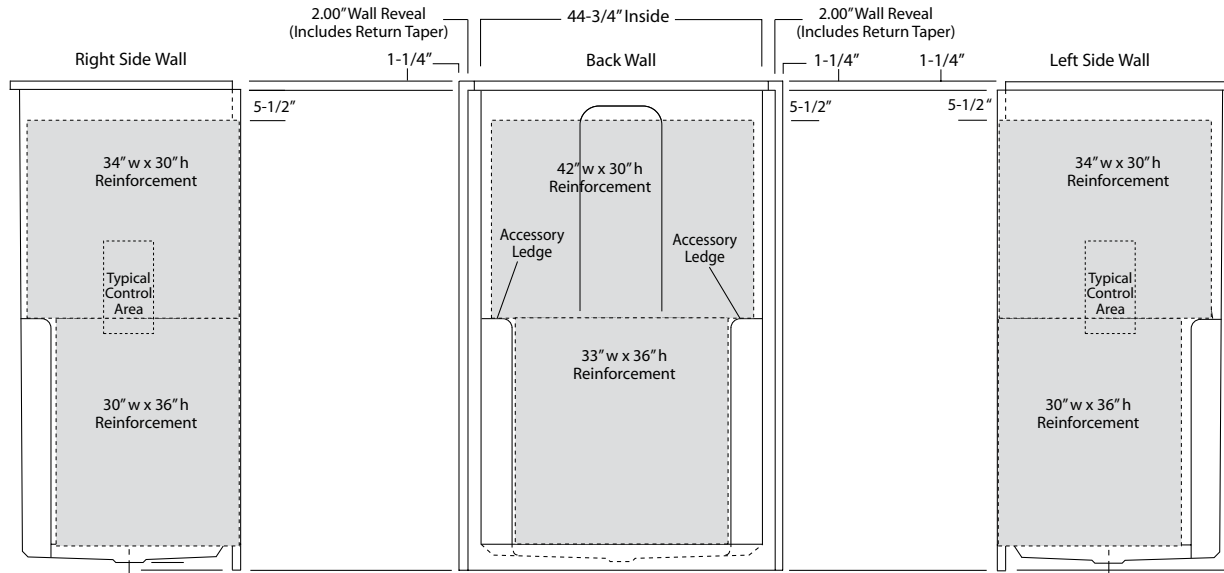 2.00" Wall Reveal
(Includes Return Taper)
44-3/4" Inside
2.00" Wall Reveal
(Includes Return Taper)
Right Side Wall
1-1/4"
Back Wall
1-1/4"
1-1/4"
Left Side Wall
5-1/2"
5-1/2"
5-1/2"
34" w x 30" h
Reinforcement
42" w x 30" h
Reinforcement
34" w x 30" h
Reinforcement
Accessory
Ledge
Accessory
Ledge
Typical
Control
Area
Typical
Control
Area
33" w x 36" h
Reinforcement
30" w x 36" h
Reinforcement
30" w x 36" h
Reinforcement